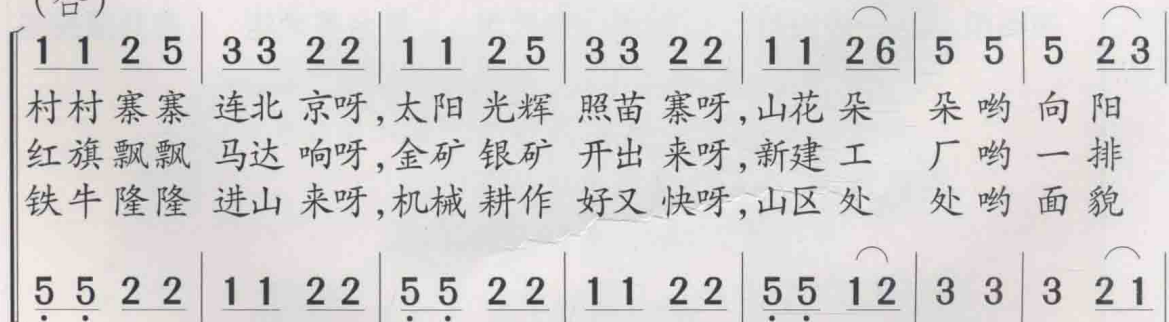 (合)
1 1 2 5 | 3 3 2 2 | 1 1 2 5 | 3 3 2 2 | 1 1 2 6 | 5 5 | 5 2 3 |
村村寨寨 连北京呀,太阳光辉 照苗寨呀,山花朵 朵哟 向阳
红旗飘飘 马达响呀,金矿银矿 开出来呀,新建工 厂哟 一排
铁牛隆隆 进山来呀,机械耕作 好又快呀,山区处 处哟 面貌
5̣ 5̣ 2 2 | 1 1 2 2 | 5̣ 5̣ 2 2 | 1 1 2 2 | 5̣ 5̣ 1 2 | 3 3 | 3 2 1 |